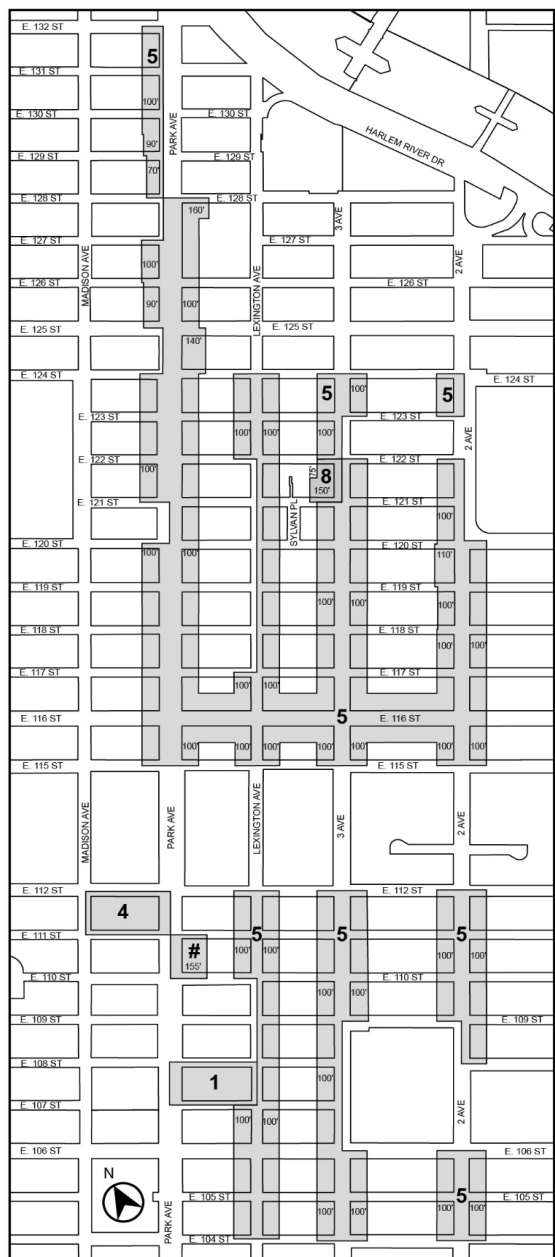 E. 132 ST
5
E. 131 ST
100'
E. 130 ST
E. 130 ST
PARK AVE
90'
HARLEM RIVER DR
E. 129 ST
E. 129 ST
70'
E. 128 ST
E. 128 ST
160'
3 AVE
E. 127 ST
E. 127 ST
MADISON AVE
100'
LEXINGTON AVE
2 AVE
E. 126 ST
E. 126 ST
90'
100'
E. 125 ST
E. 125 ST
140'
E. 124 ST
E. 124 ST
5
100'
5
E. 123 ST
E. 123 ST
100'
100'
100'
2 AVE
E. 122 ST
E. 122 ST
100'
75'
8
150'
E. 121 ST
E. 121 ST
SYLVAN PL
100'
E. 120 ST
E. 120 ST
100'
100'
110'
E. 119 ST
E. 119 ST
100'
100'
100'
E. 118 ST
E. 118 ST
100'
100'
E. 117 ST
E. 117 ST
100'
100'
E. 116 ST
5
E. 116 ST
100'
100'
100'
100'
100'
100'
100'
E. 115 ST
E. 115 ST
MADISON AVE
PARK AVE
LEXINGTON AVE
3 AVE
2 AVE
E. 112 ST
E. 112 ST
4
E. 111 ST
#
5
5
5
155'
100'
100'
100'
100'
E. 110 ST
E. 110 ST
100'
100'
E. 109 ST
E. 109 ST
E. 108 ST
1
100'
E. 107 ST
100'
100'
2 AVE
E. 106 ST
E. 106 ST
N
E. 105 ST
5
E. 105 ST
100'
100'
100'
100'
PARK AVE
E. 104 ST